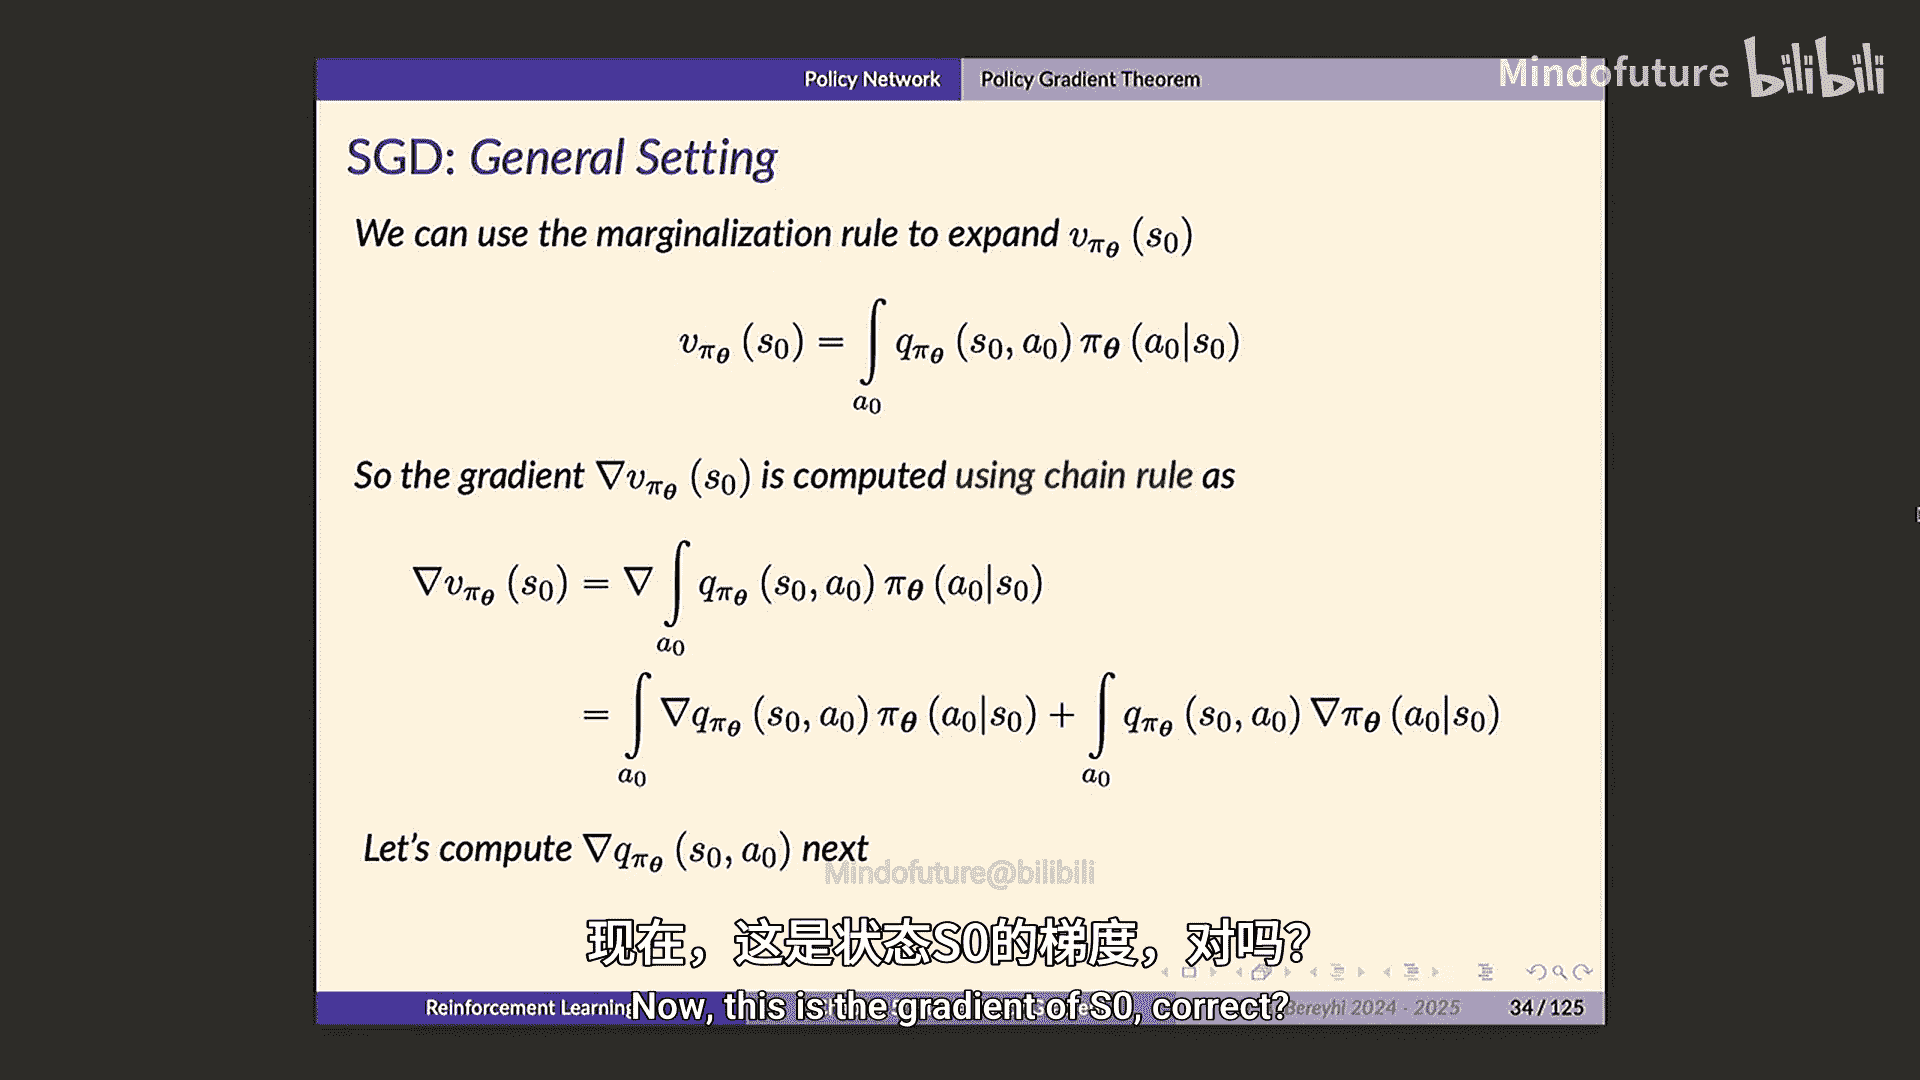 Mindofuture bilibili
Policy Network Policy Gradient Theorem
SGD: General Setting
We can use the marginalization rule to expand v_{π_θ} (s_0)
v_{π_θ} (s_0) = ∫_{a_0} q_{π_θ} (s_0, a_0) π_θ (a_0|s_0)
So the gradient ∇v_{π_θ} (s_0) is computed using chain rule as
∇v_{π_θ} (s_0) = ∇ ∫_{a_0} q_{π_θ} (s_0, a_0) π_θ (a_0|s_0)
= ∫_{a_0} ∇q_{π_θ} (s_0, a_0) π_θ (a_0|s_0) + ∫_{a_0} q_{π_θ} (s_0, a_0) ∇π_θ (a_0|s_0)
Let's compute ∇q_{π_θ} (s_0, a_0) next
Mindofuture@bilibili
现在，这是状态S0的梯度，对吗？
Now, this is the gradient of S0, correct?
Reinforcement Learning Bereyhi 2024 - 2025 34 / 125